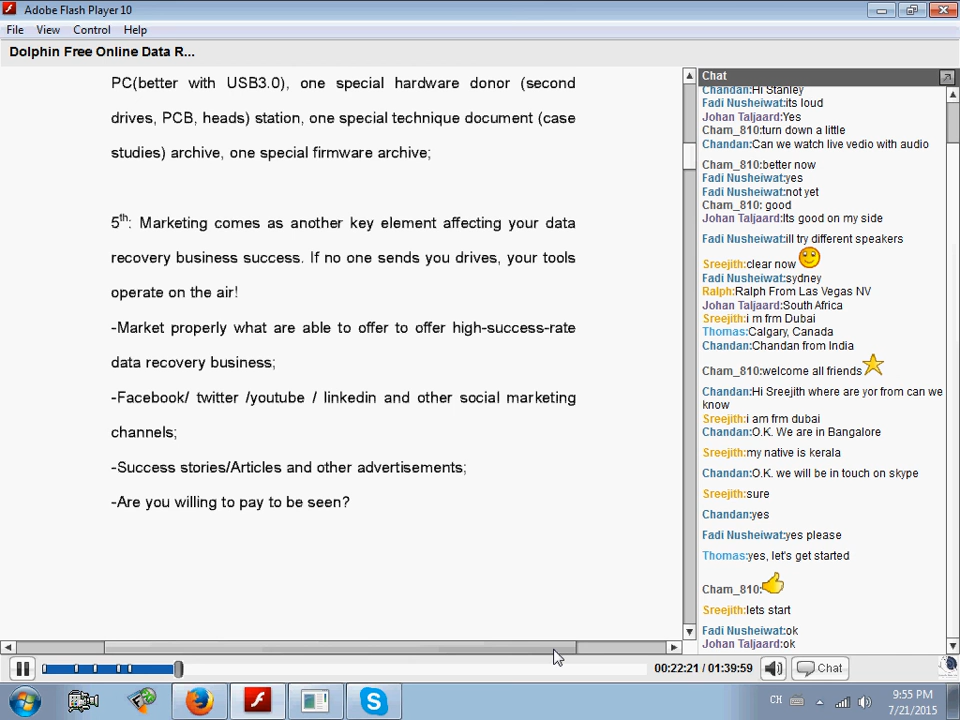 Adobe Flash Player 10
File View Control Help
Dolphin Free Online Data R...
PC(better with USB3.0), one special hardware donor (second
drives, PCB, heads) station, one special technique document (case
studies) archive, one special firmware archive;
5th: Marketing comes as another key element affecting your data
recovery business success. If no one sends you drives, your tools
operate on the air!
-Market properly what are able to offer to offer high-success-rate
data recovery business;
-Facebook/ twitter /youtube / linkedin and other social marketing
channels;
-Success stories/Articles and other advertisements;
-Are you willing to pay to be seen?
Chat
Chandan:Hi Stanley
Fadi Nusheiwat:its loud
Johan Taljaard:Yes
Cham_810:turn down a little
Chandan:Can we watch live vedio with audio
Cham_810:better now
Fadi Nusheiwat:yes
Fadi Nusheiwat:not yet
Cham_810: good
Johan Taljaard:Its good on my side
Fadi Nusheiwat:ill try different speakers
Sreejith:clear now
Fadi Nusheiwat:sydney
Ralph:Ralph From Las Vegas NV
Johan Taljaard:South Africa
Sreejith:i m frm Dubai
Thomas:Calgary, Canada
Chandan:Chandan from India
Cham_810:welcome all friends
Chandan:Hi Sreejith where are yor from can we
know
Sreejith:i am frm dubai
Chandan:O.K. We are in Bangalore
Sreejith:my native is kerala
Chandan:O.K. we will be in touch on skype
Sreejith:sure
Chandan:yes
Fadi Nusheiwat:yes please
Thomas:yes, let's get started
Cham_810:
Sreejith:lets start
Fadi Nusheiwat:ok
Johan Taljaard:ok
00:22:21 / 01:39:59
Chat
CH
9:55 PM
7/21/2015